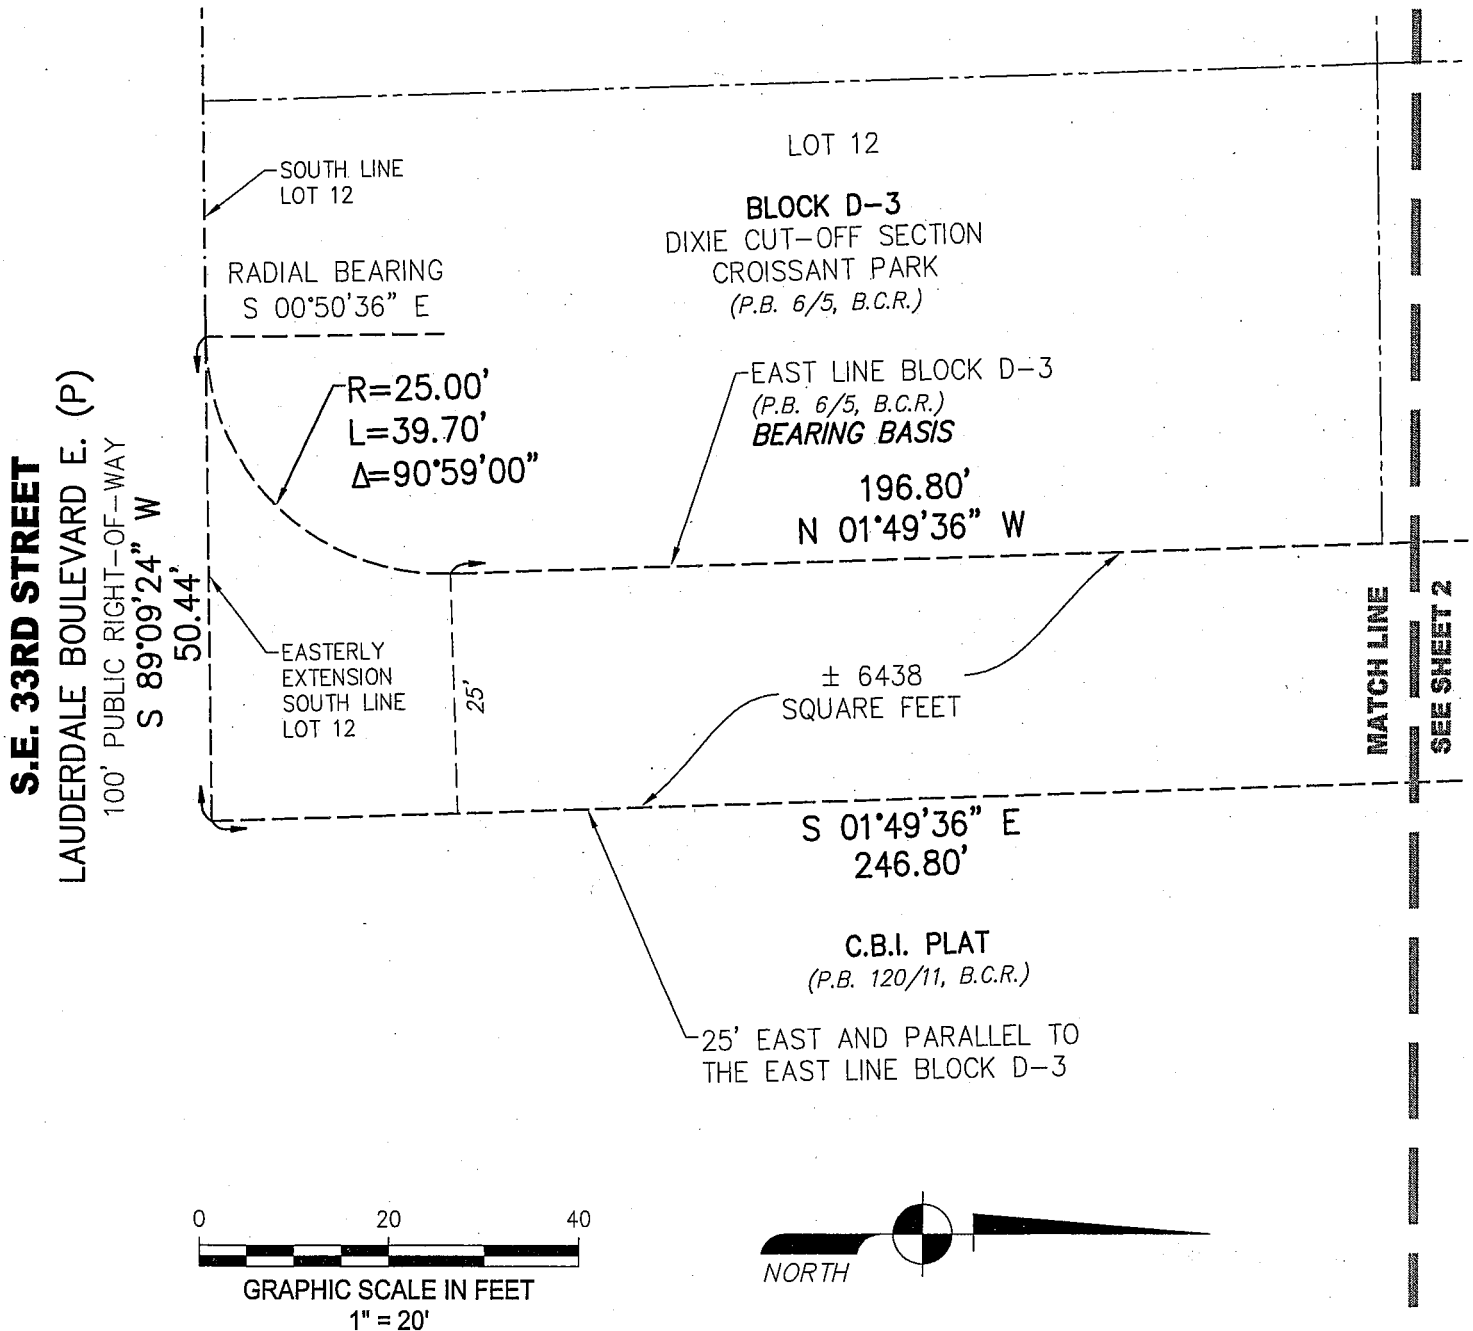 SOUTH LINE
LOT 12
LOT 12
BLOCK D-3
DIXIE CUT-OFF SECTION
CROISSANT PARK
(P.B. 6/5, B.C.R.)
RADIAL BEARING
S 00°50'36" E
R=25.00'
L=39.70'
Δ=90°59'00"
EAST LINE BLOCK D-3
(P.B. 6/5, B.C.R.)
BEARING BASIS
196.80'
N 01°49'36" W
S.E. 33RD STREET
LAUDERDALE BOULEVARD E. (P)
100' PUBLIC RIGHT-OF-WAY
S 89°09'24" W
50.44'
EASTERLY
EXTENSION
SOUTH LINE
LOT 12
25'
± 6438
SQUARE FEET
MATCH LINE
SEE SHEET 2
S 01°49'36" E
246.80'
C.B.I. PLAT
(P.B. 120/11, B.C.R.)
25' EAST AND PARALLEL TO
THE EAST LINE BLOCK D-3
0 20 40
GRAPHIC SCALE IN FEET
1" = 20'
NORTH